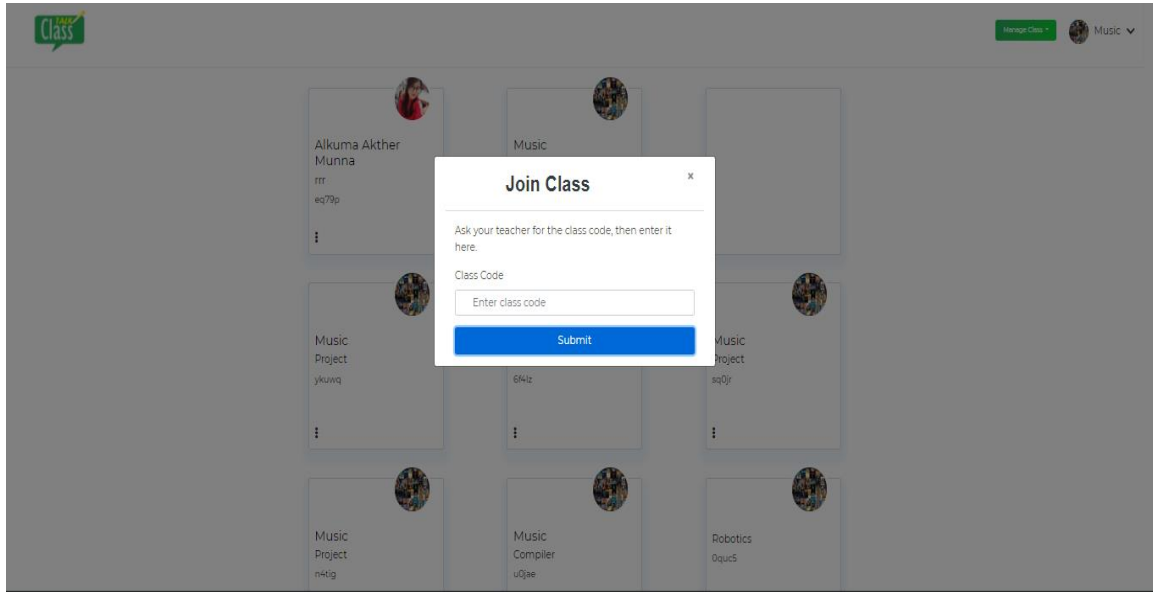 TALK
Class
Manage Class
Music
Alkuma Akther
Munna
rrr
eq79p
Music
Join Class
x
Ask your teacher for the class code, then enter it
here.
Class Code
Enter class code
Submit
Music
Project
ykuwq
6f4lz
Music
Project
sq0jr
Music
Project
n4tig
Music
Compiler
u0jae
Robotics
0quc5